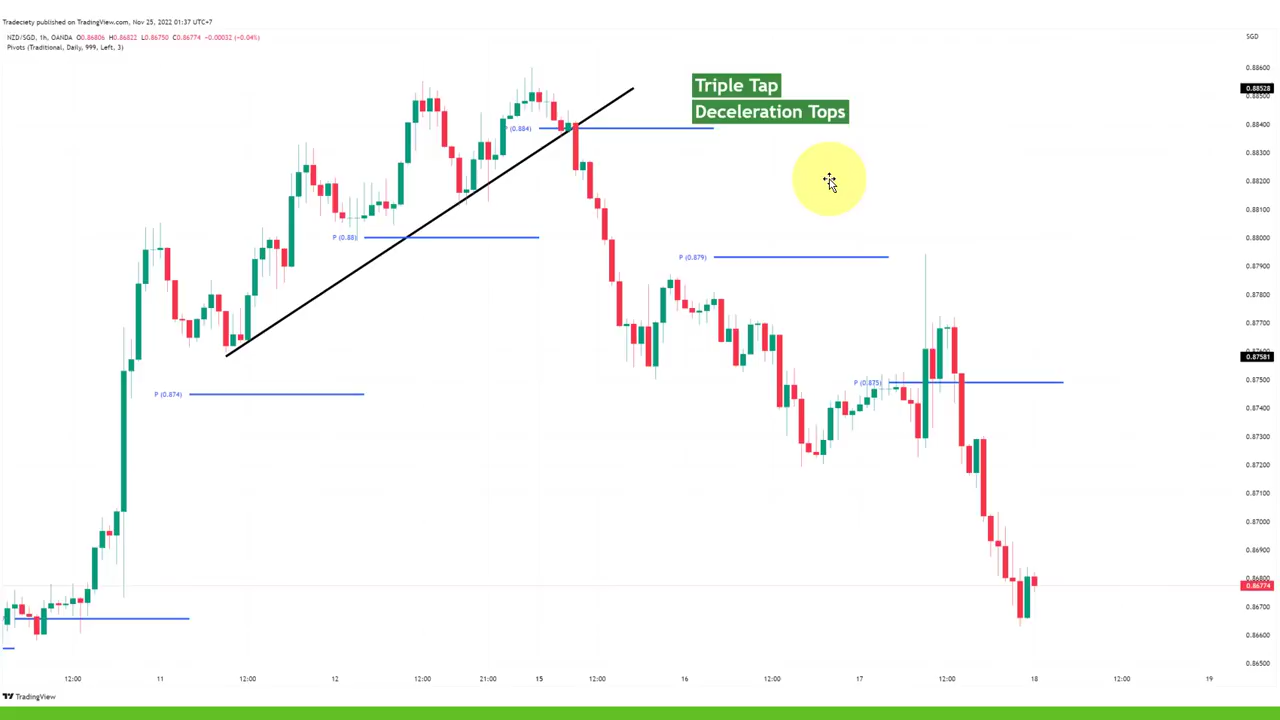 Tradeciety published on TradingView.com, Nov 25, 2022 01:37 UTC+7
NZD/SGD, 1h, OANDA O0.86806 H0.86822 L0.86750 C0.86774 −0.00032 (−0.04%)
Pivots (Traditional, Daily, 999, Left, 3)
SGD
Triple Tap
Deceleration Tops
0.88600
0.88528
0.88500
0.88400
0.88300
0.88200
0.88100
0.88000
0.87900
0.87800
0.87700
0.87581
0.87500
0.87400
0.87300
0.87200
0.87100
0.87000
0.86900
0.86800
0.86774
0.86700
0.86600
0.86500
P (0.884)
P (0.88)
P (0.879)
P (0.875)
P (0.874)
12:00 11 12:00 12 12:00 21:00 15 12:00 16 12:00 17 12:00 18 12:00 19
TradingView